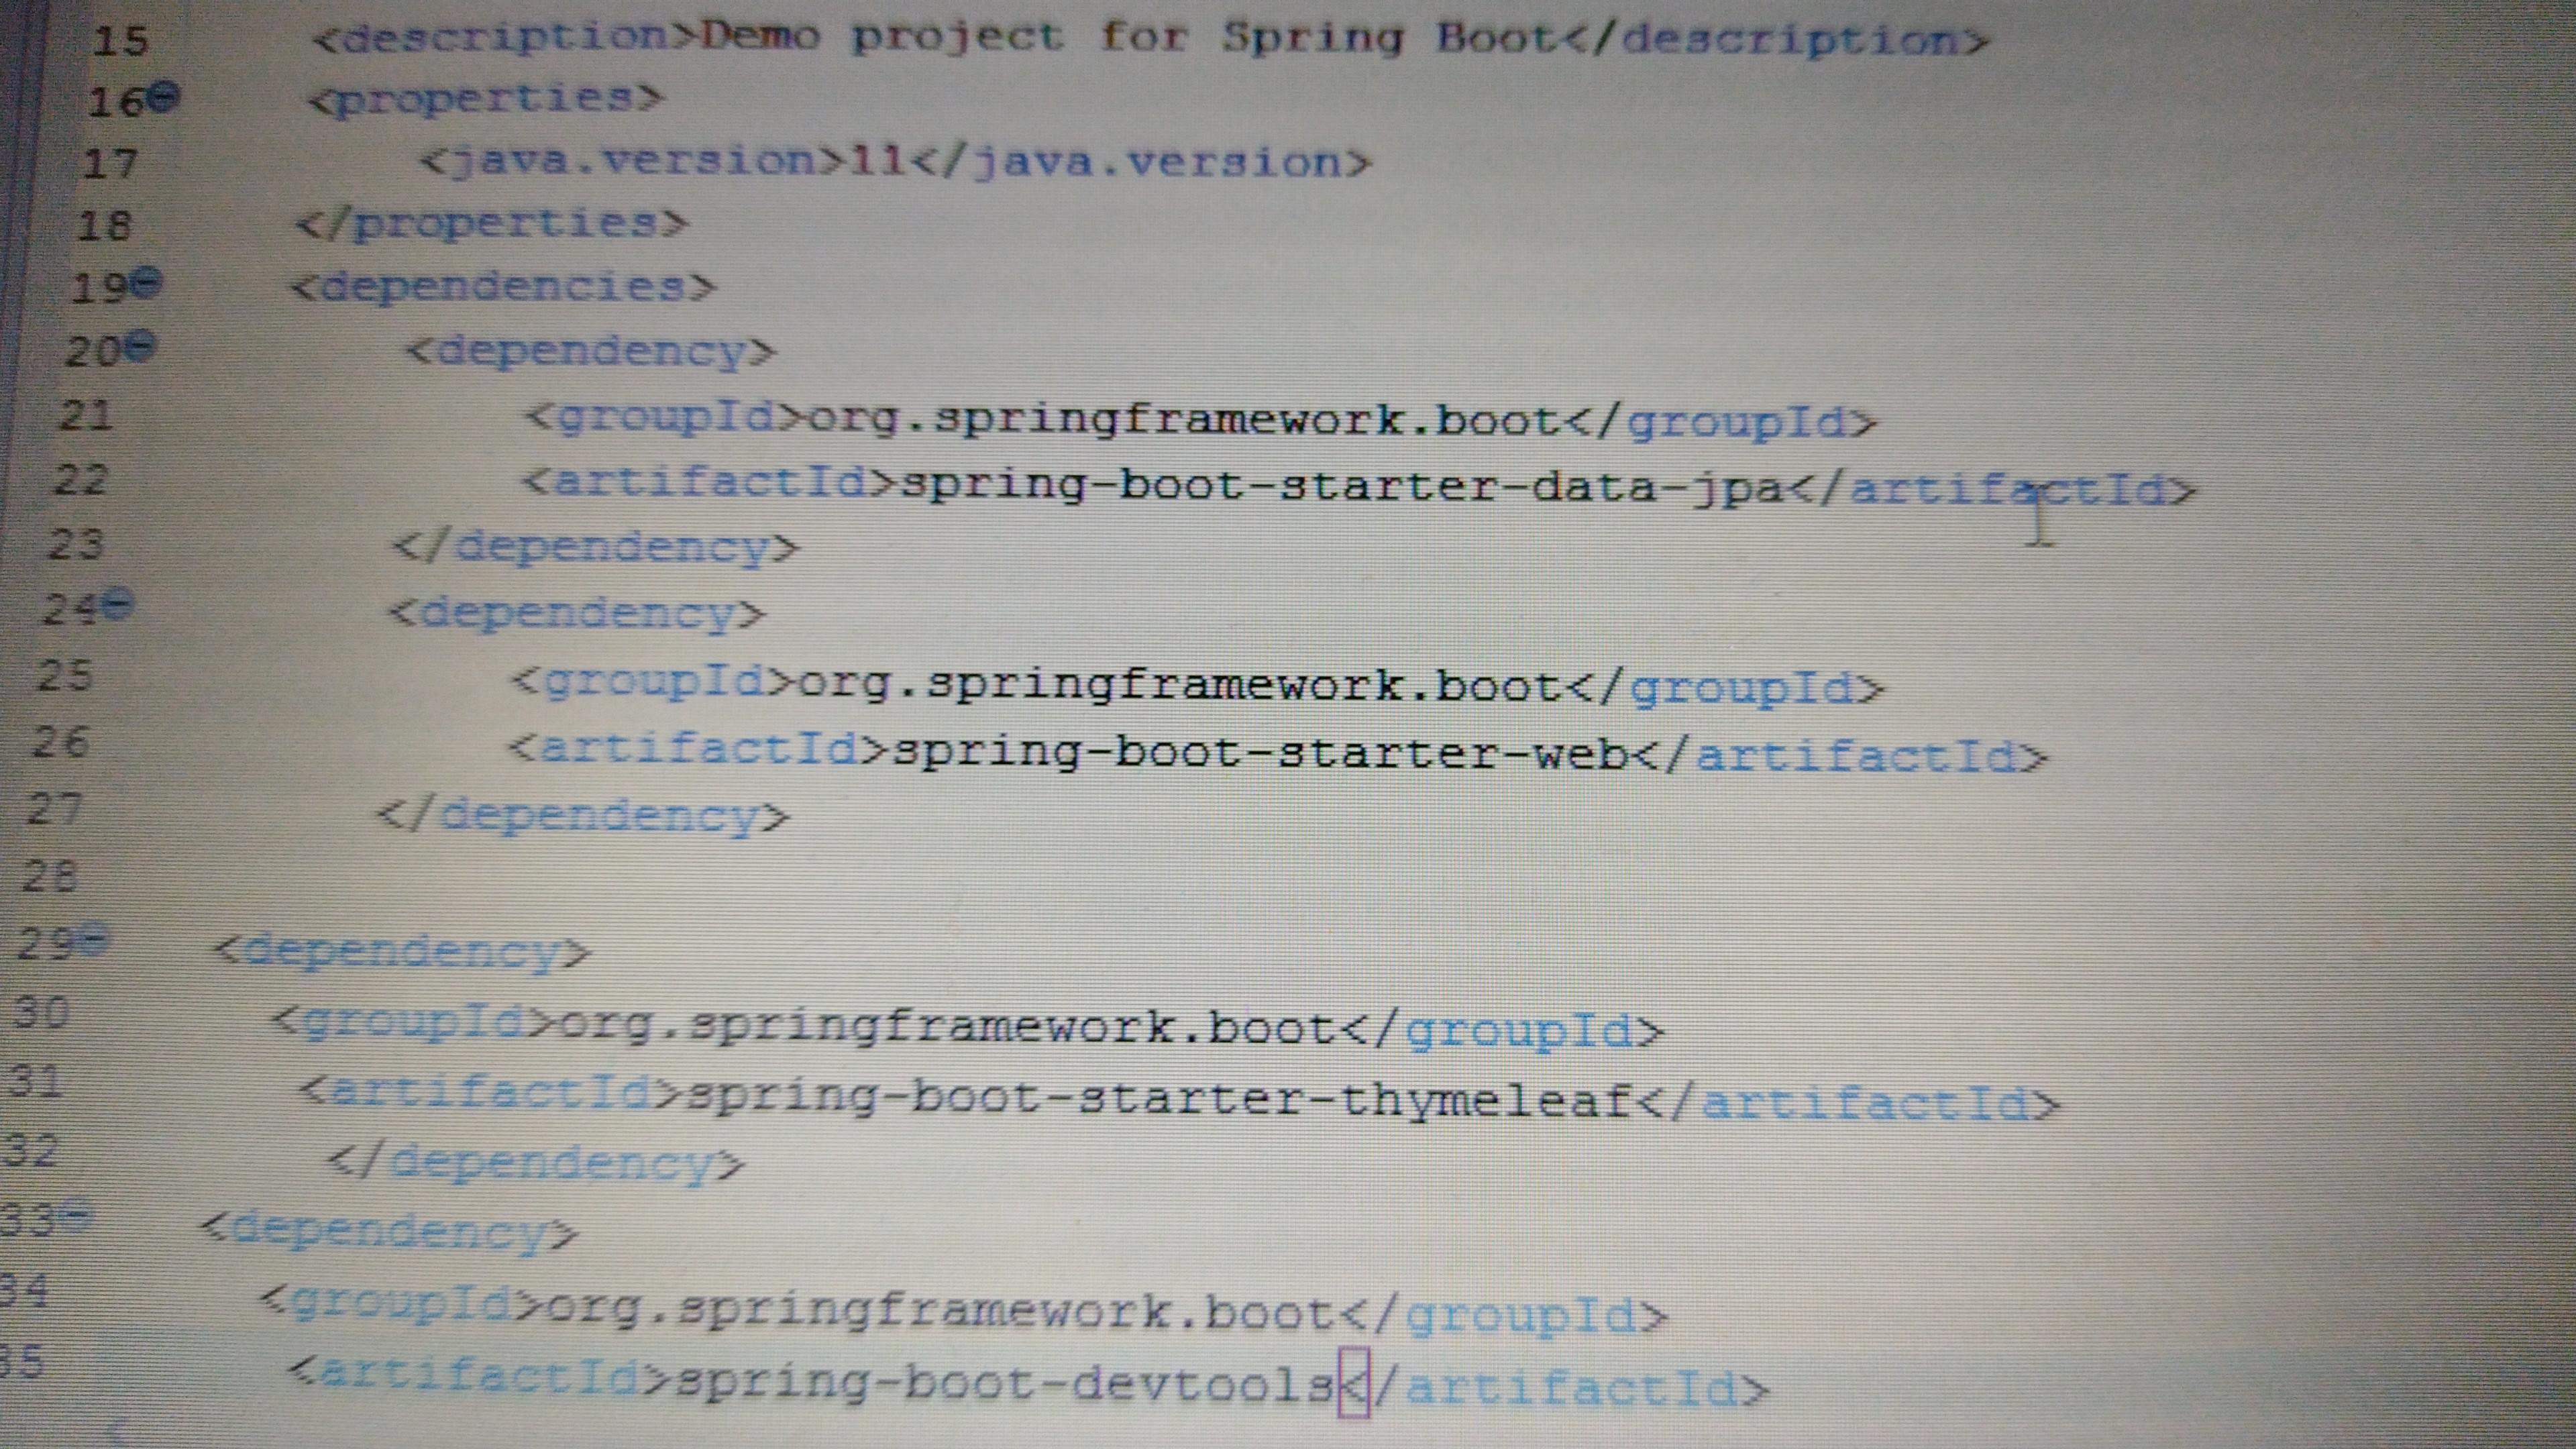 15 <description>Demo project for Spring Boot</description>
16 <properties>
17 <java.version>11</java.version>
18 </properties>
19 <dependencies>
20 <dependency>
21 <groupId>org.springframework.boot</groupId>
22 <artifactId>spring-boot-starter-data-jpa</artifactId>
23 </dependency>
24 <dependency>
25 <groupId>org.springframework.boot</groupId>
26 <artifactId>spring-boot-starter-web</artifactId>
27 </dependency>
28
29 <dependency>
30 <groupId>org.springframework.boot</groupId>
31 <artifactId>spring-boot-starter-thymeleaf</artifactId>
32 </dependency>
33 <dependency>
34 <groupId>org.springframework.boot</groupId>
35 <artifactId>spring-boot-devtools</artifactId>